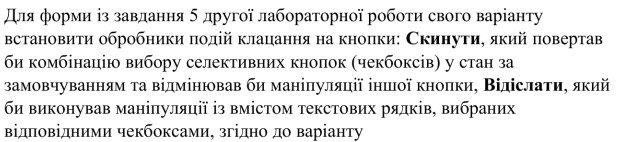 Для форми із завдання 5 другої лабораторної роботи свого варіанту
встановити обробники подій клацання на кнопки: Скинути, який повертав
би комбінацію вибору селективних кнопок (чекбоксів) у стан за
замовчуванням та відмінював би маніпуляції іншої кнопки, Відіслати, який
би виконував маніпуляції із вмістом текстових рядків, вибраних
відповідними чекбоксами, згідно до варіанту